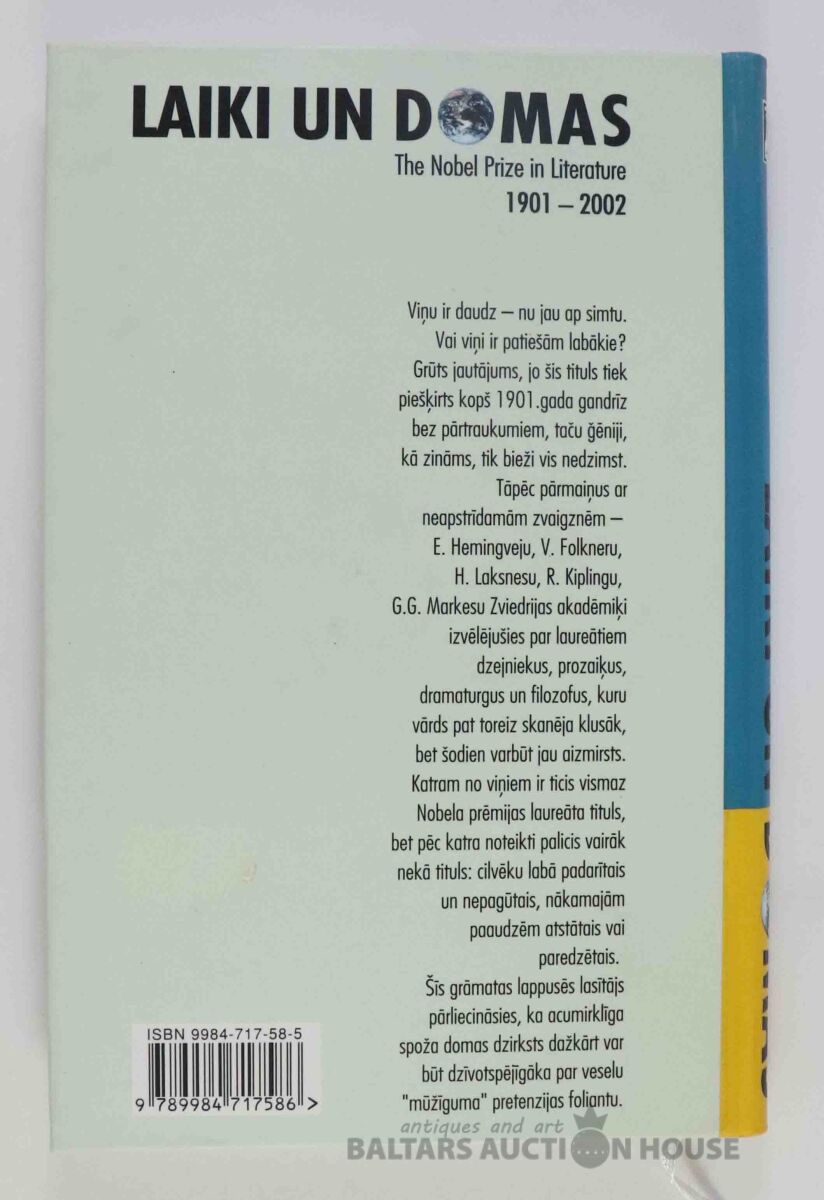 LAIKI UN DOMAS
The Nobel Prize in Literature
1901 – 2002
Viņu ir daudz – nu jau ap simtu.
Vai viņi ir patiešām labākie?
Grūts jautājums, jo šis tituls tiek
piešķirts kopš 1901.gada gandrīz
bez pārtraukumiem, taču ģēniji,
kā zināms, tik bieži vis nedzimst.
Tāpēc pārmaiņus ar
neapstrīdamām zvaigznēm –
E. Hemingveju, V. Folkneru,
H. Laksnesu, R. Kiplingu,
G.G. Markesu Zviedrijas akadēmiķi
izvēlējušies par laureātiem
dzejniekus, prozaiķus,
dramaturgus un filozofus, kuru
vārds pat toreiz skanēja klusāk,
bet šodien varbūt jau aizmirsts.
Katram no viņiem ir ticis vismaz
Nobela prēmijas laureāta tituls,
bet pēc katra noteikti palicis vairāk
nekā tituls: cilvēku labā padarītais
un nepagūtais, nākamajām
paaudzēm atstātais vai
paredzētais.
Šīs grāmatas lappusēs lasītājs
pārliecināsies, ka acumirklīga
spoža domas dzirksts dažkārt var
būt dzīvotspējīgāka par veselu
"mūžīguma" pretenzijas foliantu.
ISBN 9984-717-58-5
9 789984 717586 >
LAIKI UN DOMAS
antiques and art
BALTARS AUCTION HOUSE